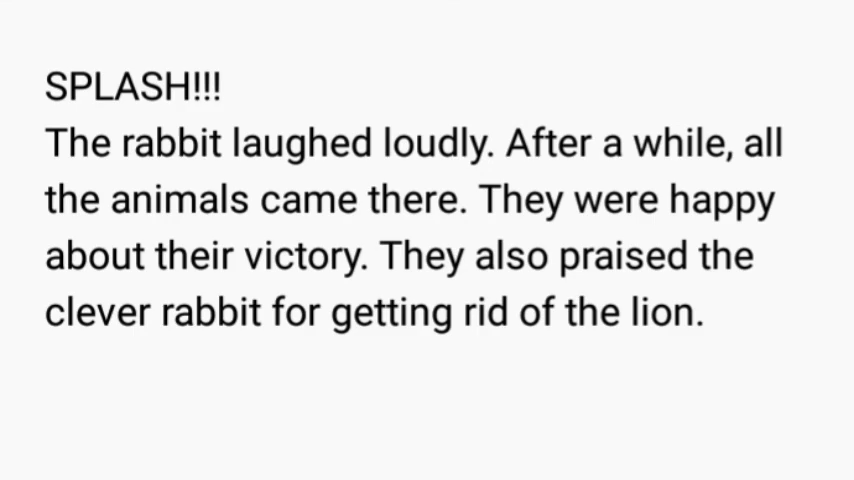 SPLASH!!!
The rabbit laughed loudly. After a while, all
the animals came there. They were happy
about their victory. They also praised the
clever rabbit for getting rid of the lion.